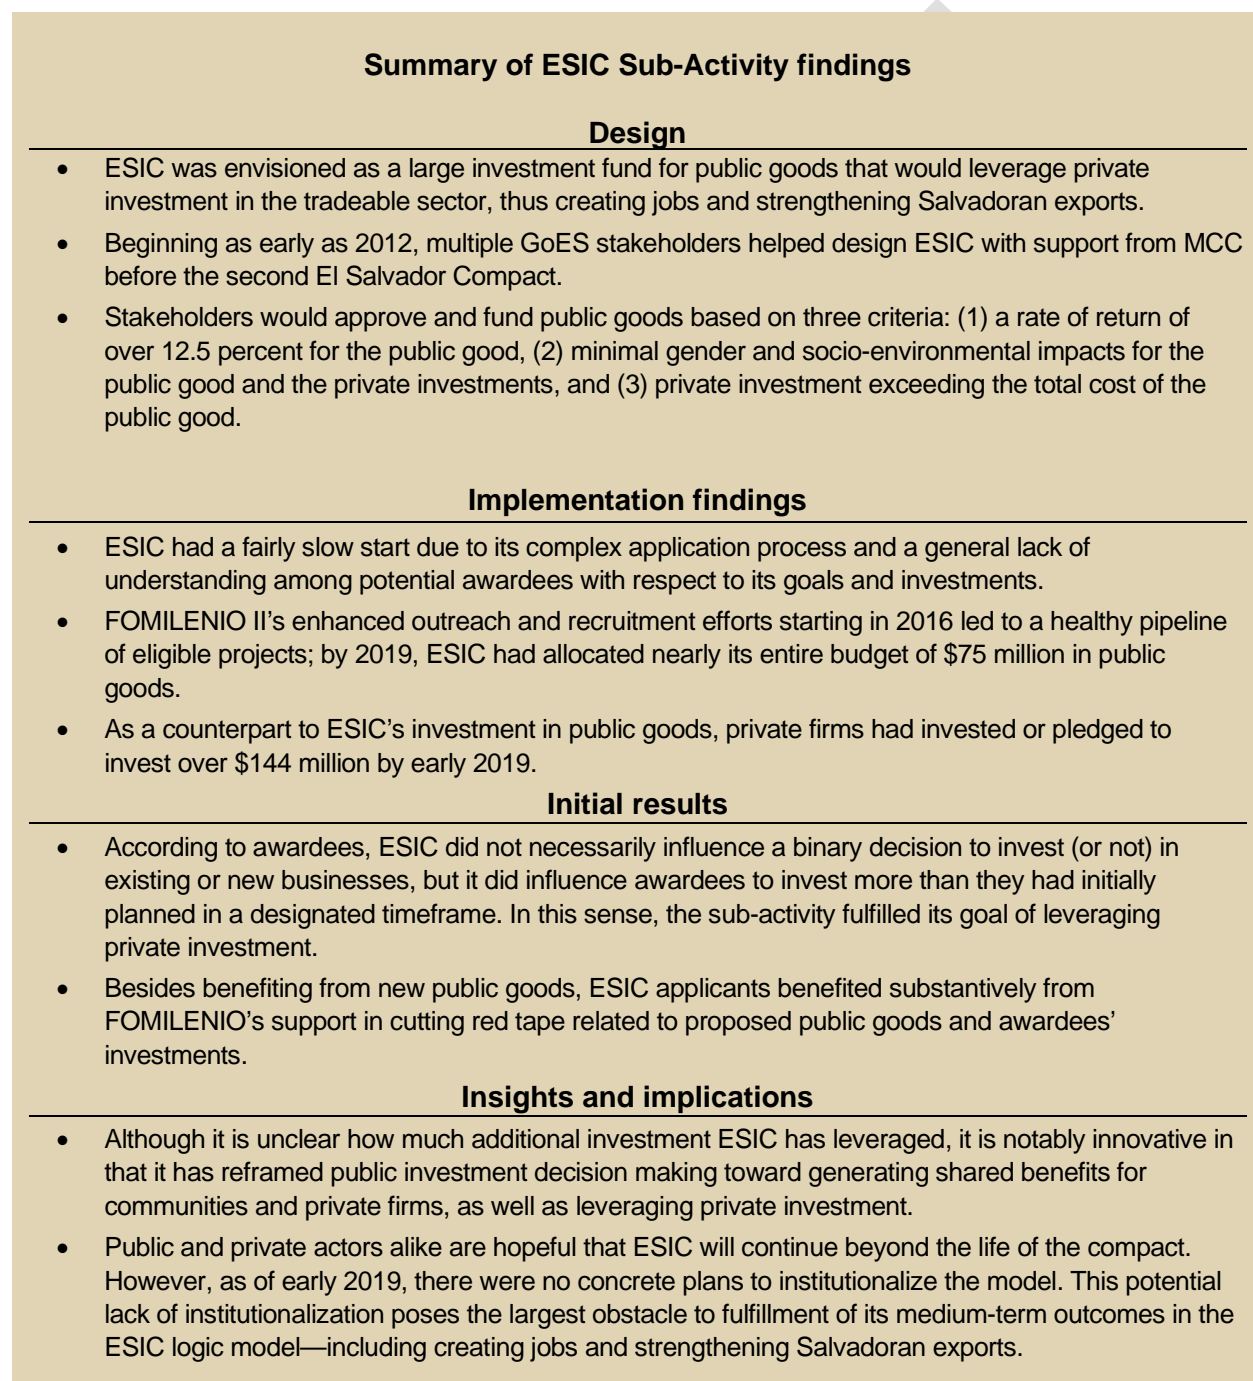 Summary of ESIC Sub-Activity findings
Design
• ESIC was envisioned as a large investment fund for public goods that would leverage private
investment in the tradeable sector, thus creating jobs and strengthening Salvadoran exports.
• Beginning as early as 2012, multiple GoES stakeholders helped design ESIC with support from MCC
before the second El Salvador Compact.
• Stakeholders would approve and fund public goods based on three criteria: (1) a rate of return of
over 12.5 percent for the public good, (2) minimal gender and socio-environmental impacts for the
public good and the private investments, and (3) private investment exceeding the total cost of the
public good.
Implementation findings
• ESIC had a fairly slow start due to its complex application process and a general lack of
understanding among potential awardees with respect to its goals and investments.
• FOMILENIO II’s enhanced outreach and recruitment efforts starting in 2016 led to a healthy pipeline
of eligible projects; by 2019, ESIC had allocated nearly its entire budget of $75 million in public
goods.
• As a counterpart to ESIC’s investment in public goods, private firms had invested or pledged to
invest over $144 million by early 2019.
Initial results
• According to awardees, ESIC did not necessarily influence a binary decision to invest (or not) in
existing or new businesses, but it did influence awardees to invest more than they had initially
planned in a designated timeframe. In this sense, the sub-activity fulfilled its goal of leveraging
private investment.
• Besides benefiting from new public goods, ESIC applicants benefited substantively from
FOMILENIO’s support in cutting red tape related to proposed public goods and awardees’
investments.
Insights and implications
• Although it is unclear how much additional investment ESIC has leveraged, it is notably innovative in
that it has reframed public investment decision making toward generating shared benefits for
communities and private firms, as well as leveraging private investment.
• Public and private actors alike are hopeful that ESIC will continue beyond the life of the compact.
However, as of early 2019, there were no concrete plans to institutionalize the model. This potential
lack of institutionalization poses the largest obstacle to fulfillment of its medium-term outcomes in the
ESIC logic model—including creating jobs and strengthening Salvadoran exports.